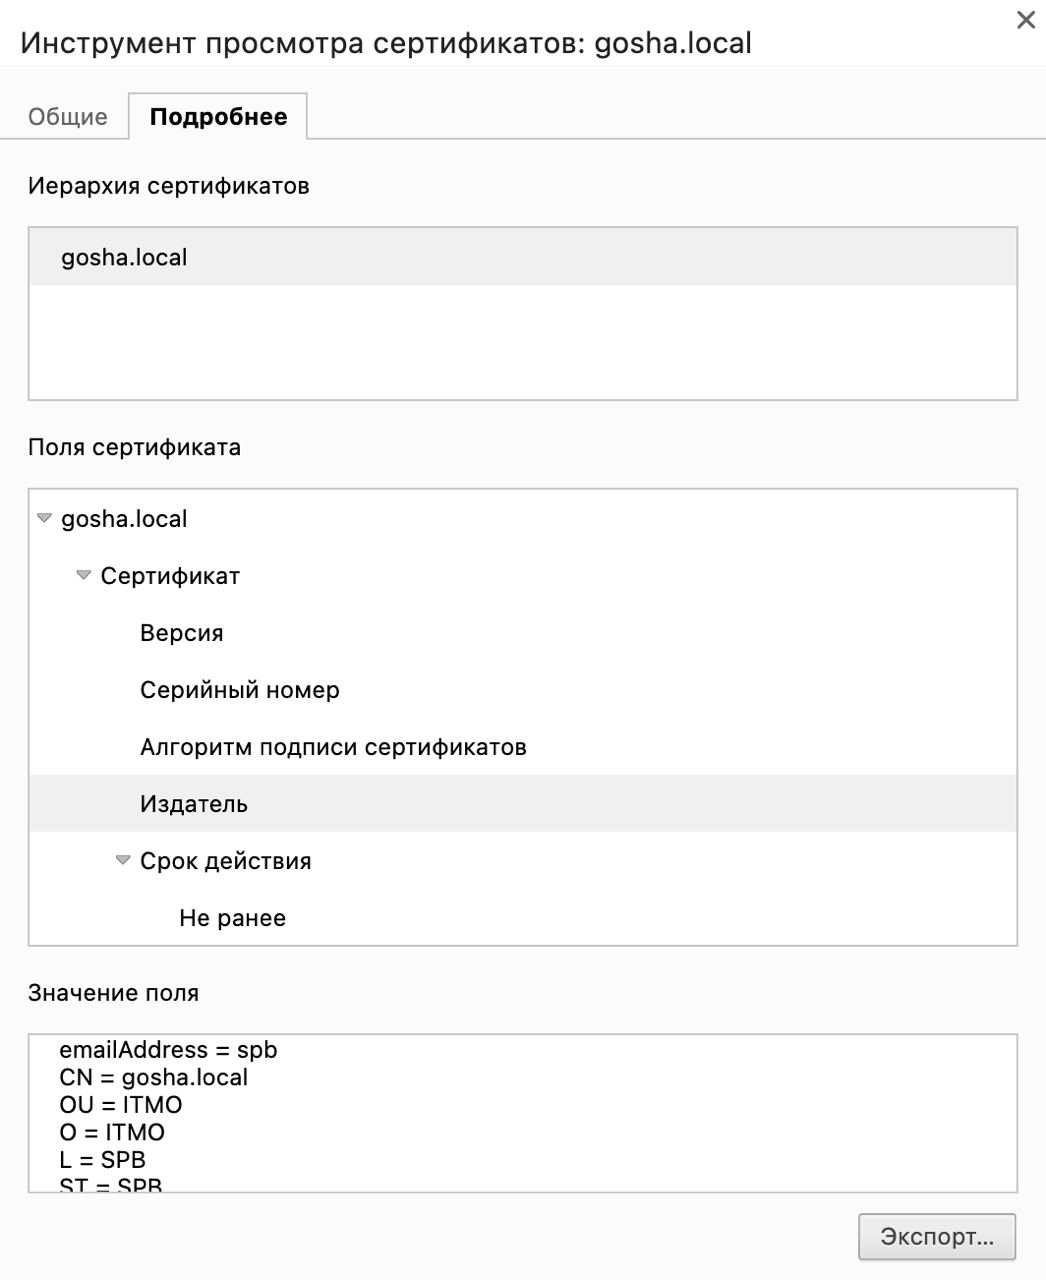 Инструмент просмотра сертификатов: gosha.local
Общие
Подробнее
Иерархия сертификатов
gosha.local
Поля сертификата
gosha.local
Сертификат
Версия
Серийный номер
Алгоритм подписи сертификатов
Издатель
Срок действия
Не ранее
Значение поля
emailAddress = spb
CN = gosha.local
OU = ITMO
O = ITMO
L = SPB
ST = SPB
Экспорт...